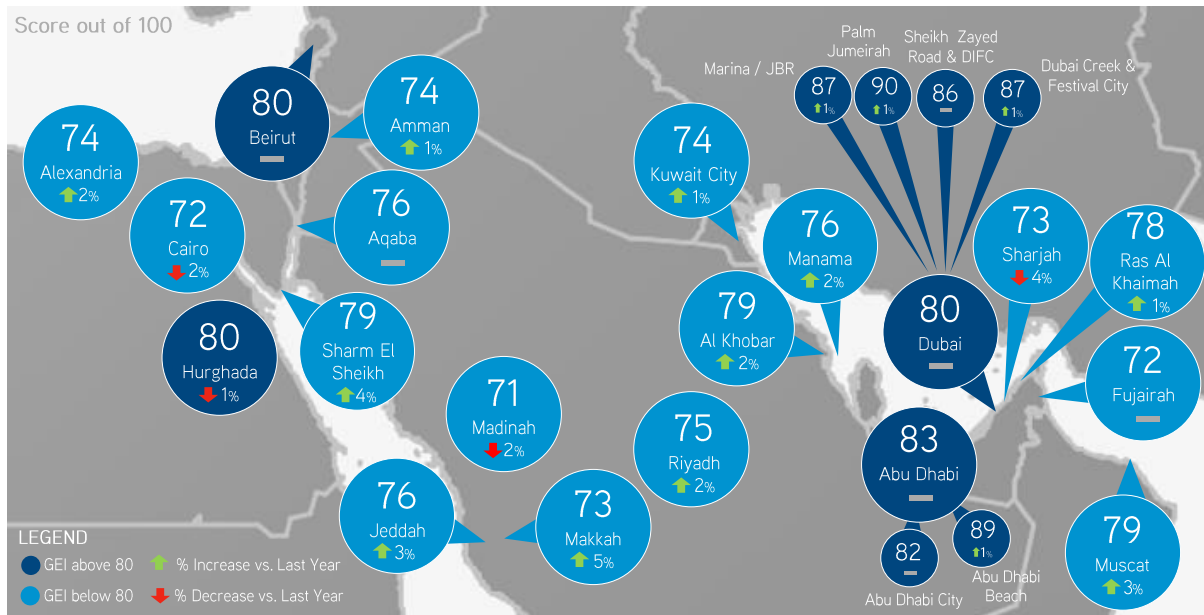 Score out of 100
74
Alexandria
2%
80
Beirut
74
Amman
1%
72
Cairo
2%
76
Aqaba
80
Hurghada
1%
79
Sharm El
Sheikh
4%
71
Madinah
2%
76
Jeddah
3%
73
Makkah
5%
75
Riyadh
2%
74
Kuwait City
1%
76
Manama
2%
79
Al Khobar
2%
Marina / JBR
87
1%
Palm
Jumeirah
90
1%
Sheikh Zayed
Road & DIFC
86
Dubai Creek &
Festival City
87
1%
80
Dubai
73
Sharjah
4%
78
Ras Al
Khaimah
1%
72
Fujairah
83
Abu Dhabi
82
Abu Dhabi City
89
1%
Abu Dhabi
Beach
79
Muscat
3%
LEGEND
GEI above 80
% Increase vs. Last Year
GEI below 80
% Decrease vs. Last Year